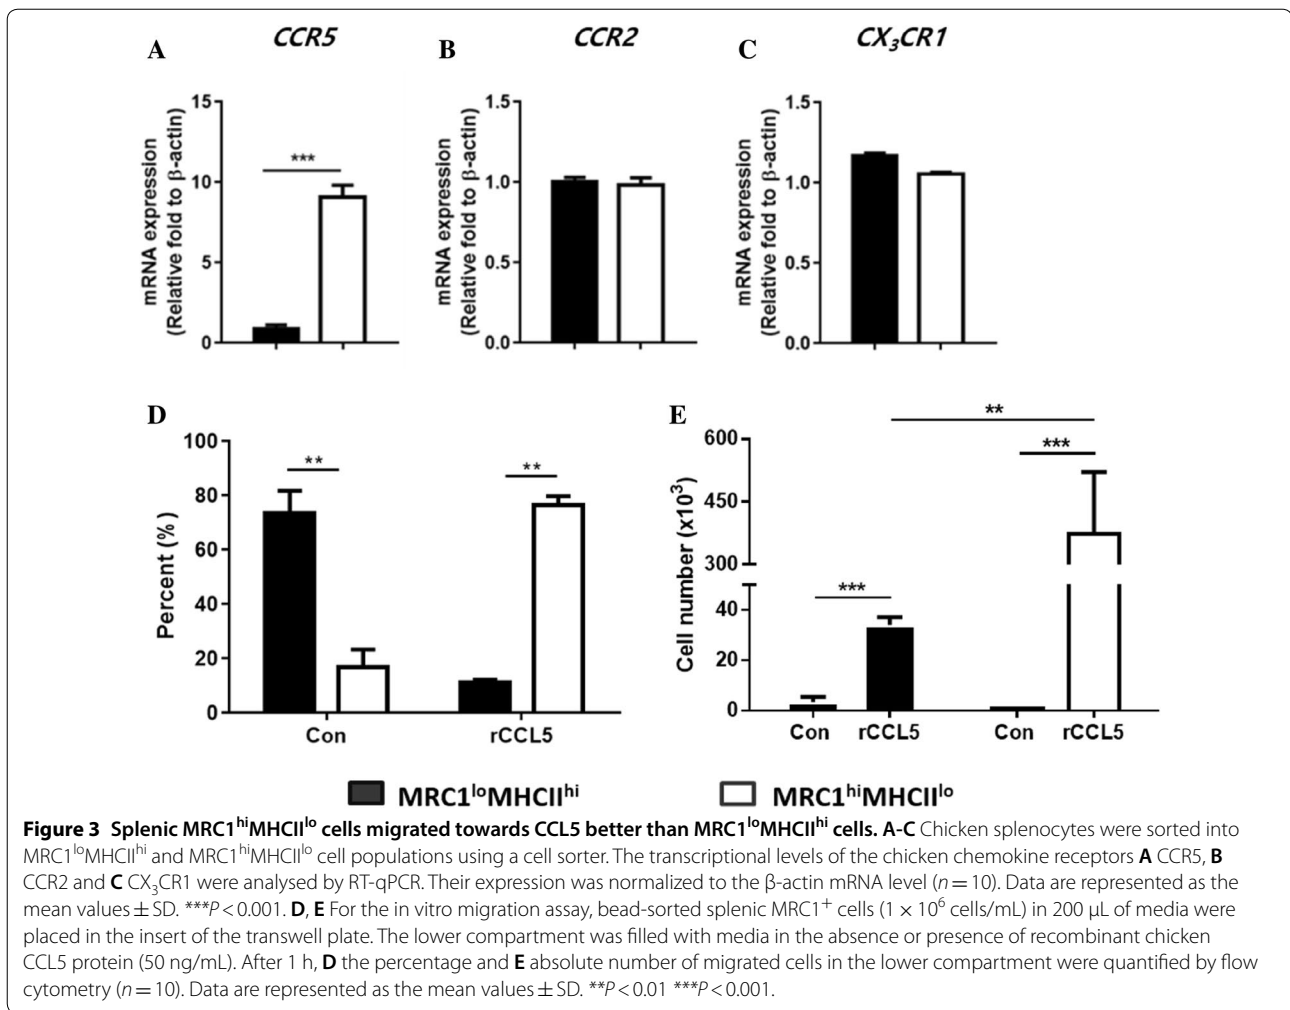 A CCR5 B CCR2 C CX₃CR1
mRNA expression
(Relative fold to β-actin)
15
10
5
0
***
mRNA expression
(Relative fold to β-actin)
1.5
1.0
0.5
0.0
mRNA expression
(Relative fold to β-actin)
1.5
1.0
0.5
0.0
D
Percent (%)
100
80
60
40
20
0
**
**
Con rCCL5
E
Cell number (x10³)
600
450
300
40
20
0
**
***
***
Con rCCL5 Con rCCL5
MRC1ˡᵒMHCIIʰⁱ MRC1ʰⁱMHCIIˡᵒ
Figure 3 Splenic MRC1ʰⁱMHCIIˡᵒ cells migrated towards CCL5 better than MRC1ˡᵒMHCIIʰⁱ cells. A-C Chicken splenocytes were sorted into
MRC1ˡᵒMHCIIʰⁱ and MRC1ʰⁱMHCIIˡᵒ cell populations using a cell sorter. The transcriptional levels of the chicken chemokine receptors A CCR5, B
CCR2 and C CX₃CR1 were analysed by RT-qPCR. Their expression was normalized to the β-actin mRNA level (n = 10). Data are represented as the
mean values ± SD. ***P < 0.001. D, E For the in vitro migration assay, bead-sorted splenic MRC1⁺ cells (1 × 10⁶ cells/mL) in 200 µL of media were
placed in the insert of the transwell plate. The lower compartment was filled with media in the absence or presence of recombinant chicken
CCL5 protein (50 ng/mL). After 1 h, D the percentage and E absolute number of migrated cells in the lower compartment were quantified by flow
cytometry (n = 10). Data are represented as the mean values ± SD. **P < 0.01 ***P < 0.001.